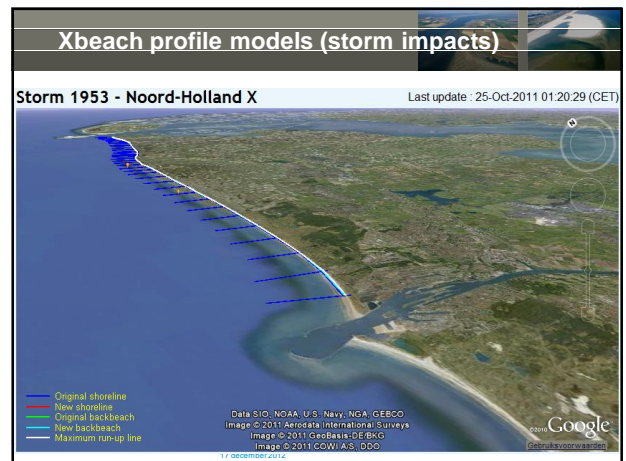 Xbeach profile models (storm impacts)
Storm 1953 - Noord-Holland X
Last update : 25-Oct-2011 01:20:29 (CET)
N
Original shoreline
New shoreline
Original backbeach
New backbeach
Maximum run-up line
Data SIO, NOAA, U.S. Navy, NGA, GEBCO
Image © 2011 Aerodata International Surveys
Image © 2011 GeoBasis-DE/BKG
Image © 2011 COWI A/S, DDO
©2010 Google
Gebruiksvoorwaarden
17 december 2012